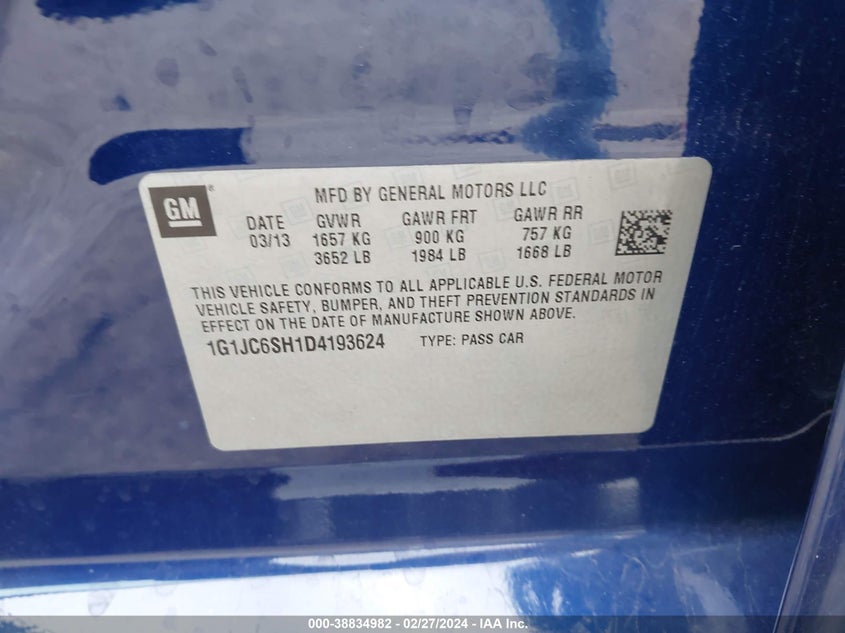 GM ® MFD BY GENERAL MOTORS LLC
DATE GVWR GAWR FRT GAWR RR
03/13 1657 KG 900 KG 757 KG
3652 LB 1984 LB 1668 LB
THIS VEHICLE CONFORMS TO ALL APPLICABLE U.S. FEDERAL MOTOR
VEHICLE SAFETY, BUMPER, AND THEFT PREVENTION STANDARDS IN
EFFECT ON THE DATE OF MANUFACTURE SHOWN ABOVE.
1G1JC6SH1D4193624 TYPE: PASS CAR
000-38834982 - 02/27/2024 - IAA Inc.